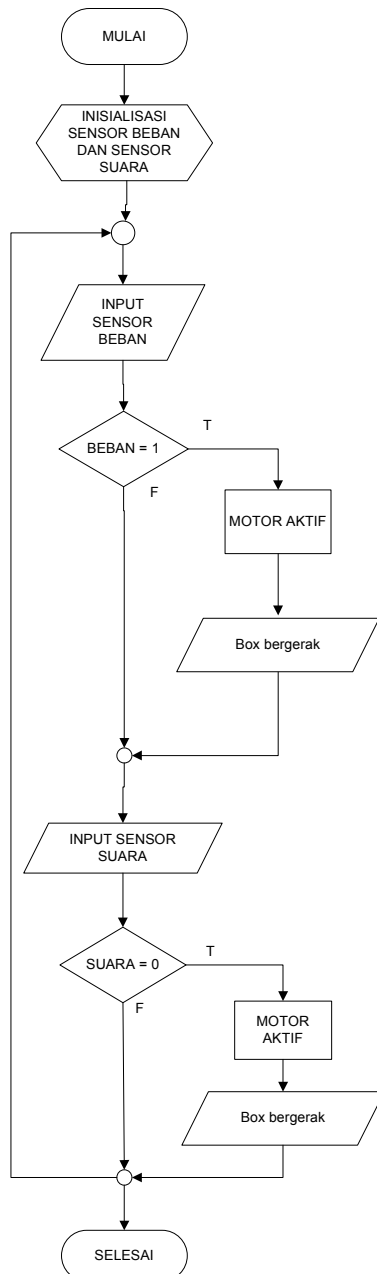 MULAI
INISIALISASI
SENSOR BEBAN
DAN SENSOR
SUARA
INPUT
SENSOR
BEBAN
BEBAN = 1
T
F
MOTOR AKTIF
Box bergerak
INPUT SENSOR
SUARA
SUARA = 0
T
F
MOTOR
AKTIF
Box bergerak
SELESAI